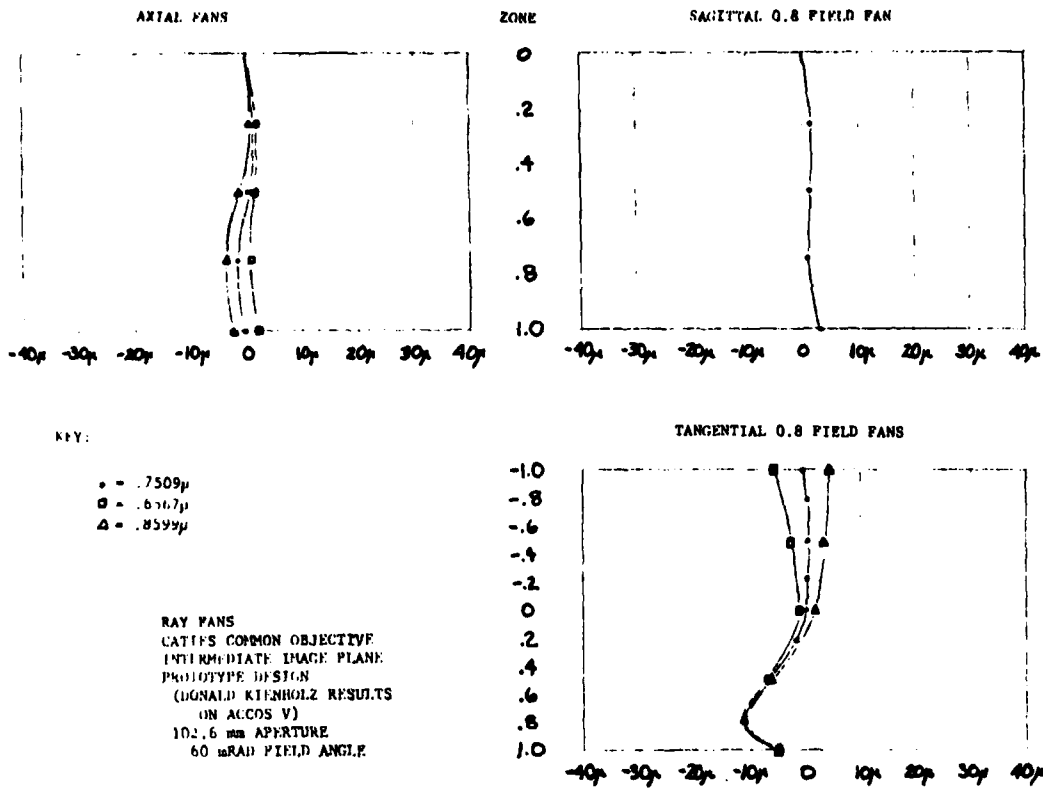 AXIAL FANS
ZONE
SAGITTAL 0.8 FIELD FAN
0
.2
.4
.6
.8
1.0
-40μ -30μ -20μ -10μ 0 10μ 20μ 30μ 40μ
-40μ -30μ -20μ -10μ 0 10μ 20μ 30μ 40μ
KEY:
• = .7509μ
□ = .6567μ
△ = .8599μ
TANGENTIAL 0.8 FIELD FANS
-1.0
-.8
-.6
-.4
-.2
0
.2
.4
.6
.8
1.0
-40μ -30μ -20μ -10μ 0 10μ 20μ 30μ 40μ
RAY FANS
CATIES COMMON OBJECTIVE
INTERMEDIATE IMAGE PLANE
PROTOTYPE DESIGN
(DONALD KIENHOLZ RESULTS
ON ACCOS V)
102.6 mm APERTURE
60 mRAD FIELD ANGLE